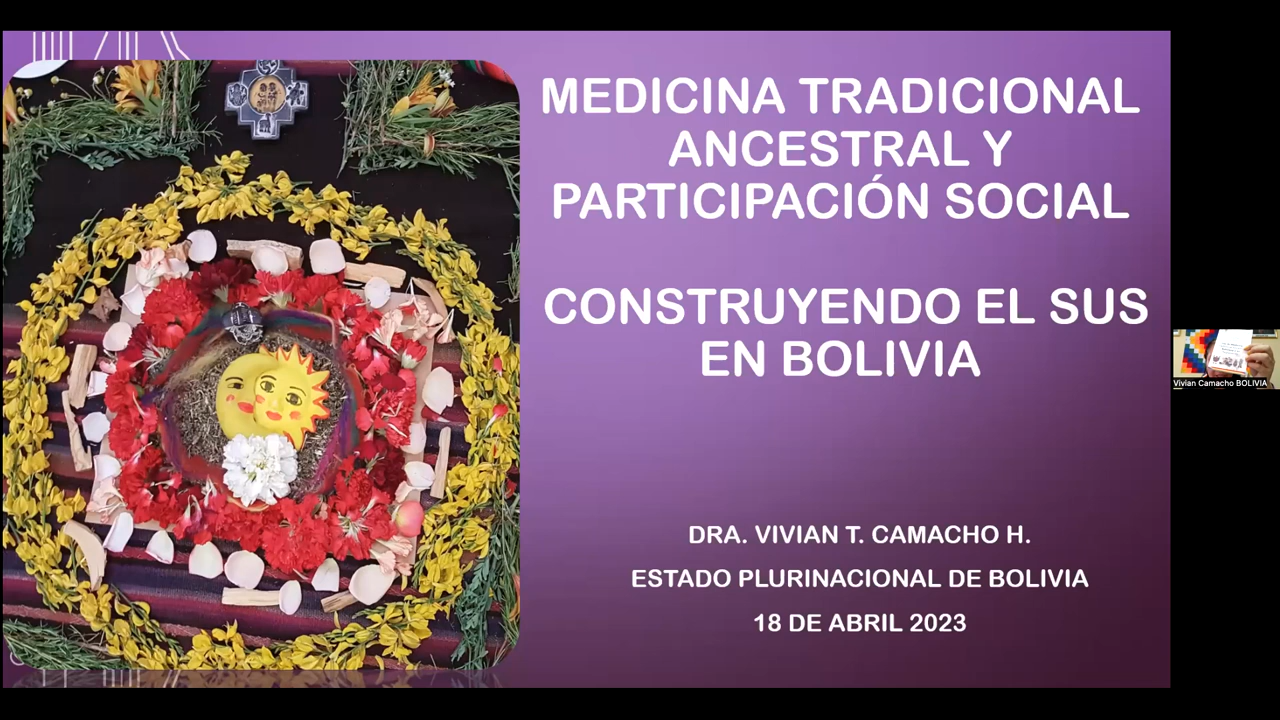 MEDICINA TRADICIONAL
ANCESTRAL Y
PARTICIPACIÓN SOCIAL
CONSTRUYENDO EL SUS
EN BOLIVIA
DRA. VIVIAN T. CAMACHO H.
ESTADO PLURINACIONAL DE BOLIVIA
18 DE ABRIL 2023
Vivian Camacho BOLIVIA